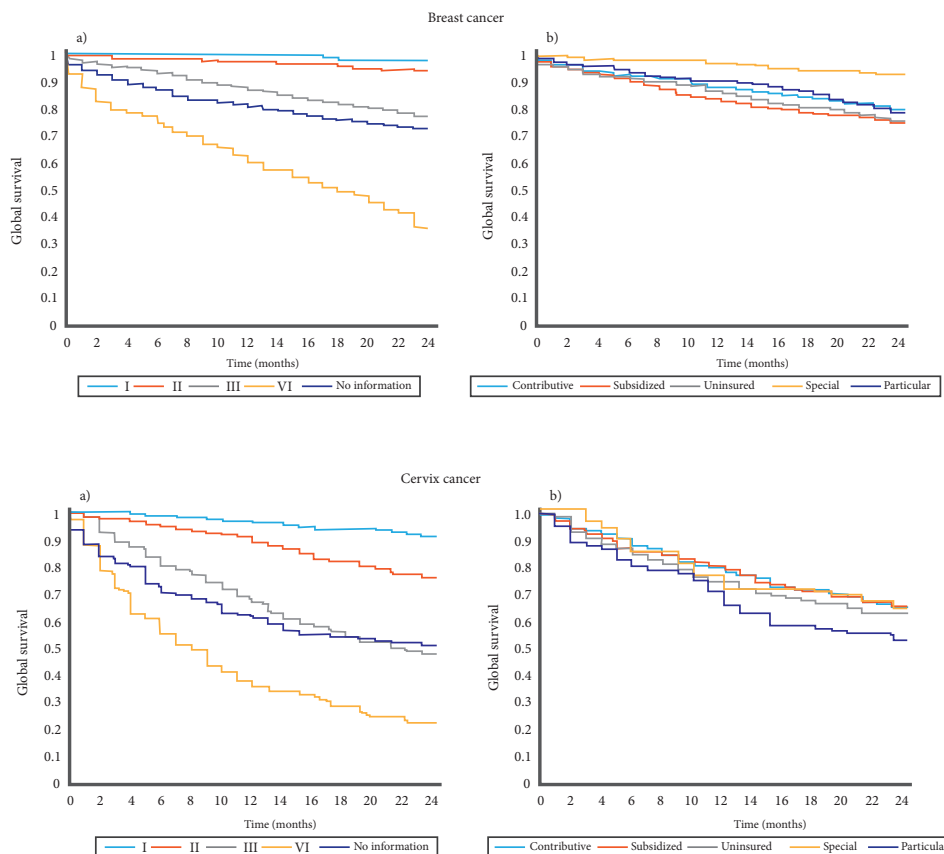 Breast cancer
a)
1
0.9
0.8
0.7
0.6
0.5
0.4
0.3
0.2
0.1
0
Global survival
0 2 4 6 8 10 12 14 16 18 20 22 24
Time (months)
I II III VI No information
b)
1
0.9
0.8
0.7
0.6
0.5
0.4
0.3
0.2
0.1
0
Global survival
0 2 4 6 8 10 12 14 16 18 20 22 24
Time (months)
Contributive Subsidized Uninsured Special Particular
Cervix cancer
a)
1
0.9
0.8
0.7
0.6
0.5
0.4
0.3
0.2
0.1
0
Global survival
0 2 4 6 8 10 12 14 16 18 20 22 24
Time (months)
I II III VI No information
b)
1
0.9
0.8
0.7
0.6
0.5
0.4
0.3
0.2
0.1
0
Global survival
0 2 4 6 8 10 12 14 16 18 20 22 24
Time (months)
Contributive Subsidized Uninsured Special Particular